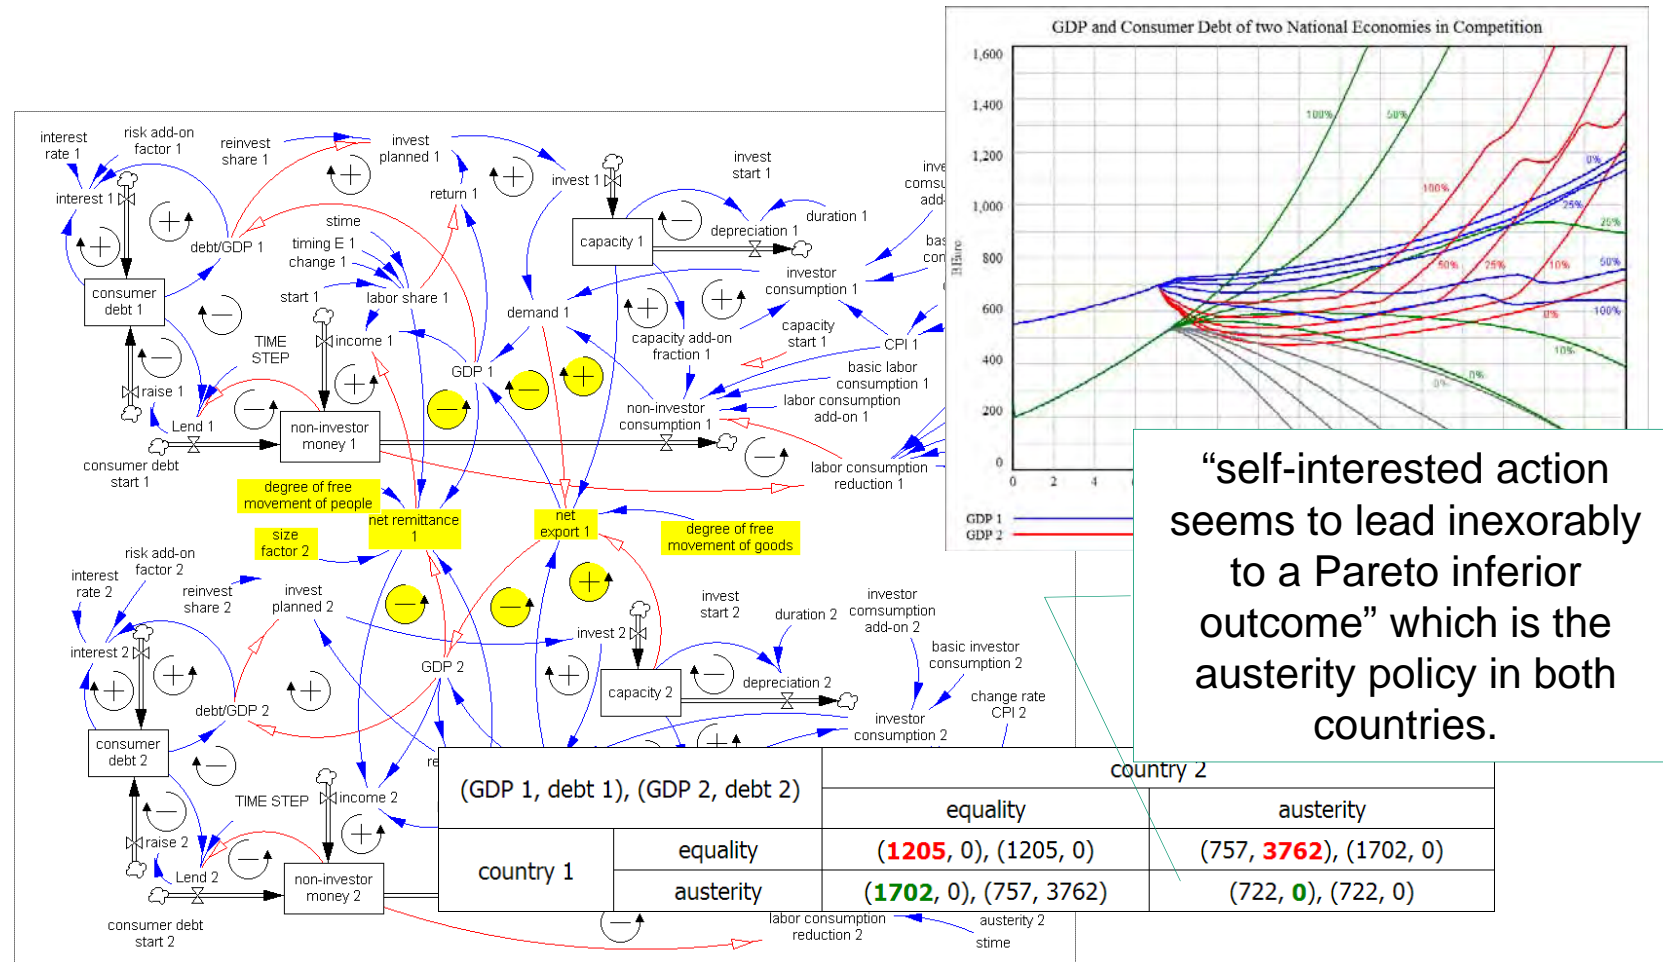 GDP and Consumer Debt of two National Economies in Competition
1,600
1,400
1,200
1,000
800
600
400
200
0
BEuro
0 2 4
100%
50%
100%
0%
25%
25%
50%
50%
25%
10%
0%
100%
10%
0%
0%
GDP 1
GDP 2
interest
rate 1
risk add-on
factor 1
reinvest
share 1
invest
planned 1
interest 1
return 1
invest 1
invest
start 1
stime
timing E 1
change 1
debt/GDP 1
start 1
labor share 1
capacity 1
depreciation 1
duration 1
consumer
debt 1
investor
consumption 1
demand 1
TIME
STEP
income 1
capacity add-on
fraction 1
capacity
start 1
CPI 1
GDP 1
basic labor
consumption 1
labor consumption
add-on 1
raise 1
Lend 1
non-investor
money 1
non-investor
consumption 1
consumer debt
start 1
labor consumption
reduction 1
degree of free
movement of people
net remittance
1
net
export 1
size
factor 2
degree of free
movement of goods
interest
rate 2
risk add-on
factor 2
reinvest
share 2
invest
planned 2
invest
start 2
duration 2
investor
comsumption
add-on 2
interest 2
invest 2
basic investor
consumption 2
GDP 2
capacity 2
depreciation 2
change rate
CPI 2
debt/GDP 2
investor
consumption 2
consumer
debt 2
TIME STEP
income 2
raise 2
Lend 2
non-investor
money 2
consumer debt
start 2
labor consumption
reduction 2
austerity 2
stime
“self-interested action
seems to lead inexorably
to a Pareto inferior
outcome” which is the
austerity policy in both
countries.
(GDP 1, debt 1), (GDP 2, debt 2)
country 2
equality austerity
country 1
equality (1205, 0), (1205, 0) (757, 3762), (1702, 0)
austerity (1702, 0), (757, 3762) (722, 0), (722, 0)